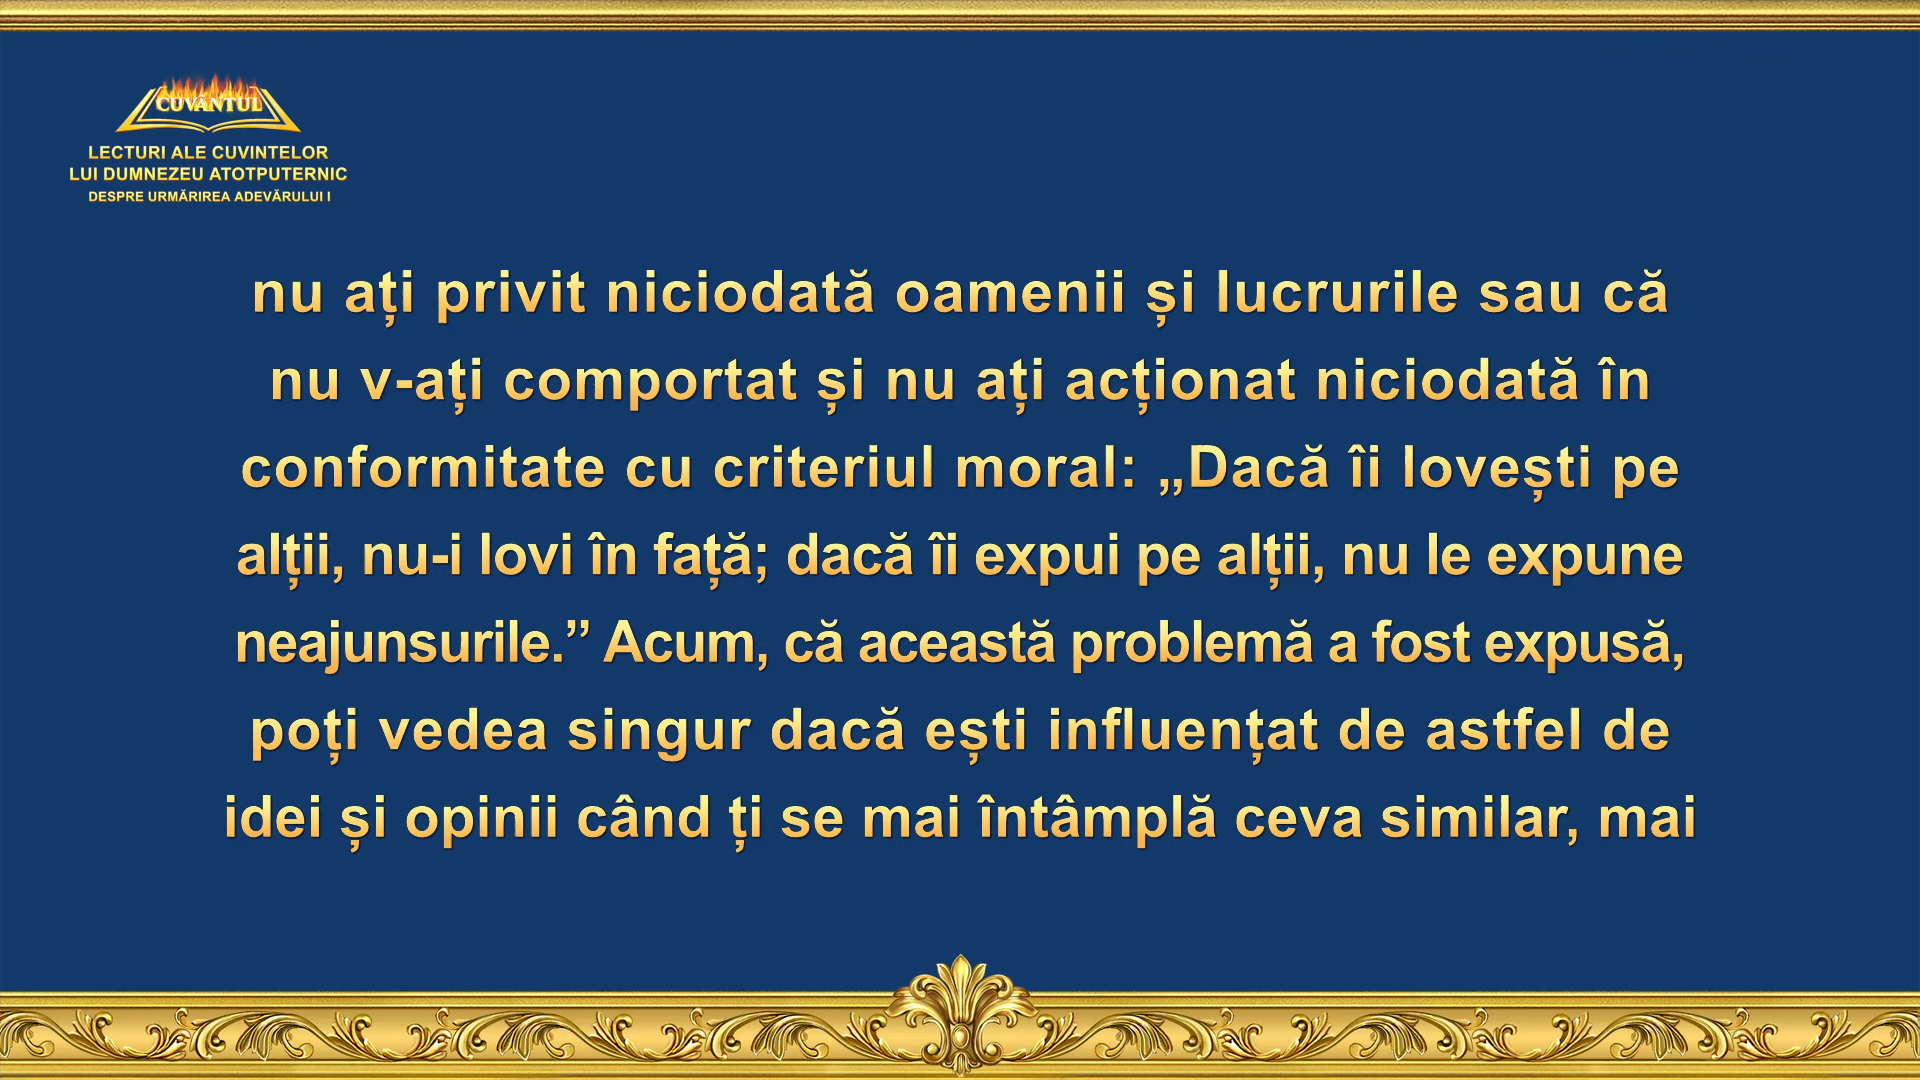 CUVÂNTUL
LECTURI ALE CUVINTELOR
LUI DUMNEZEU ATOTPUTERNIC
DESPRE URMĂRIREA ADEVĂRULUI I
nu ați privit niciodată oamenii și lucrurile sau că
nu v-ați comportat și nu ați acționat niciodată în
conformitate cu criteriul moral: „Dacă îi lovești pe
alții, nu-i lovi în față; dacă îi expui pe alții, nu le expune
neajunsurile.” Acum, că această problemă a fost expusă,
poți vedea singur dacă ești influențat de astfel de
idei și opinii când ți se mai întâmplă ceva similar, mai